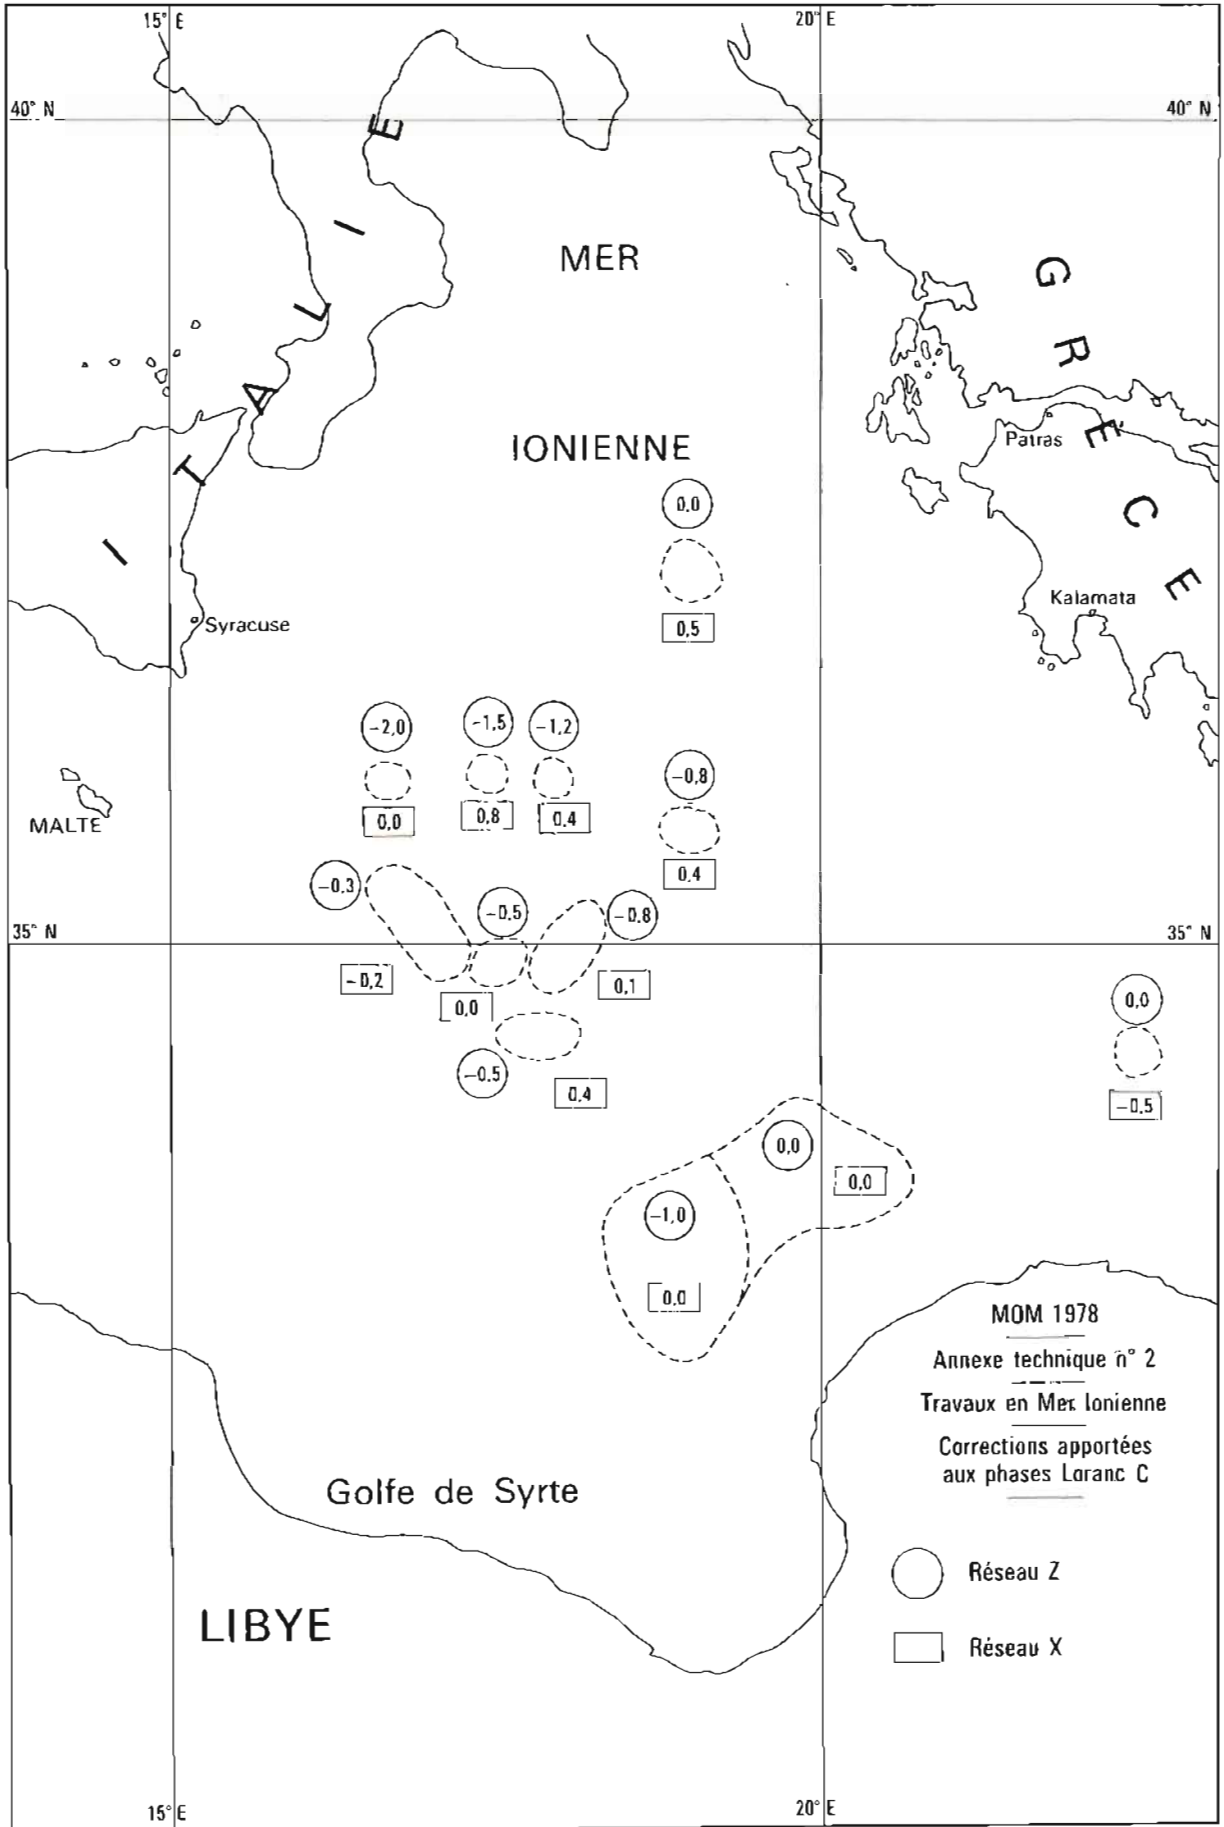 15° E
20° E
40° N
40° N
ITALIE
MER
IONIENNE
GRÈCE
Patras
Kalamata
Syracuse
MALTE
0,0
0,5
-2,0
-1,5
-1,2
-0,8
0,0
0,8
0,4
0,4
-0,3
-0,5
-0,8
35° N
35° N
-0,2
0,0
0,1
0,0
-0,5
0,4
-0,5
0,0
0,0
-1,0
0,0
MOM 1978
Annexe technique n° 2
Travaux en Mer Ionienne
Corrections apportées
aux phases Loranc C
Golfe de Syrte
Réseau Z
LIBYE
Réseau X
15° E
20° E